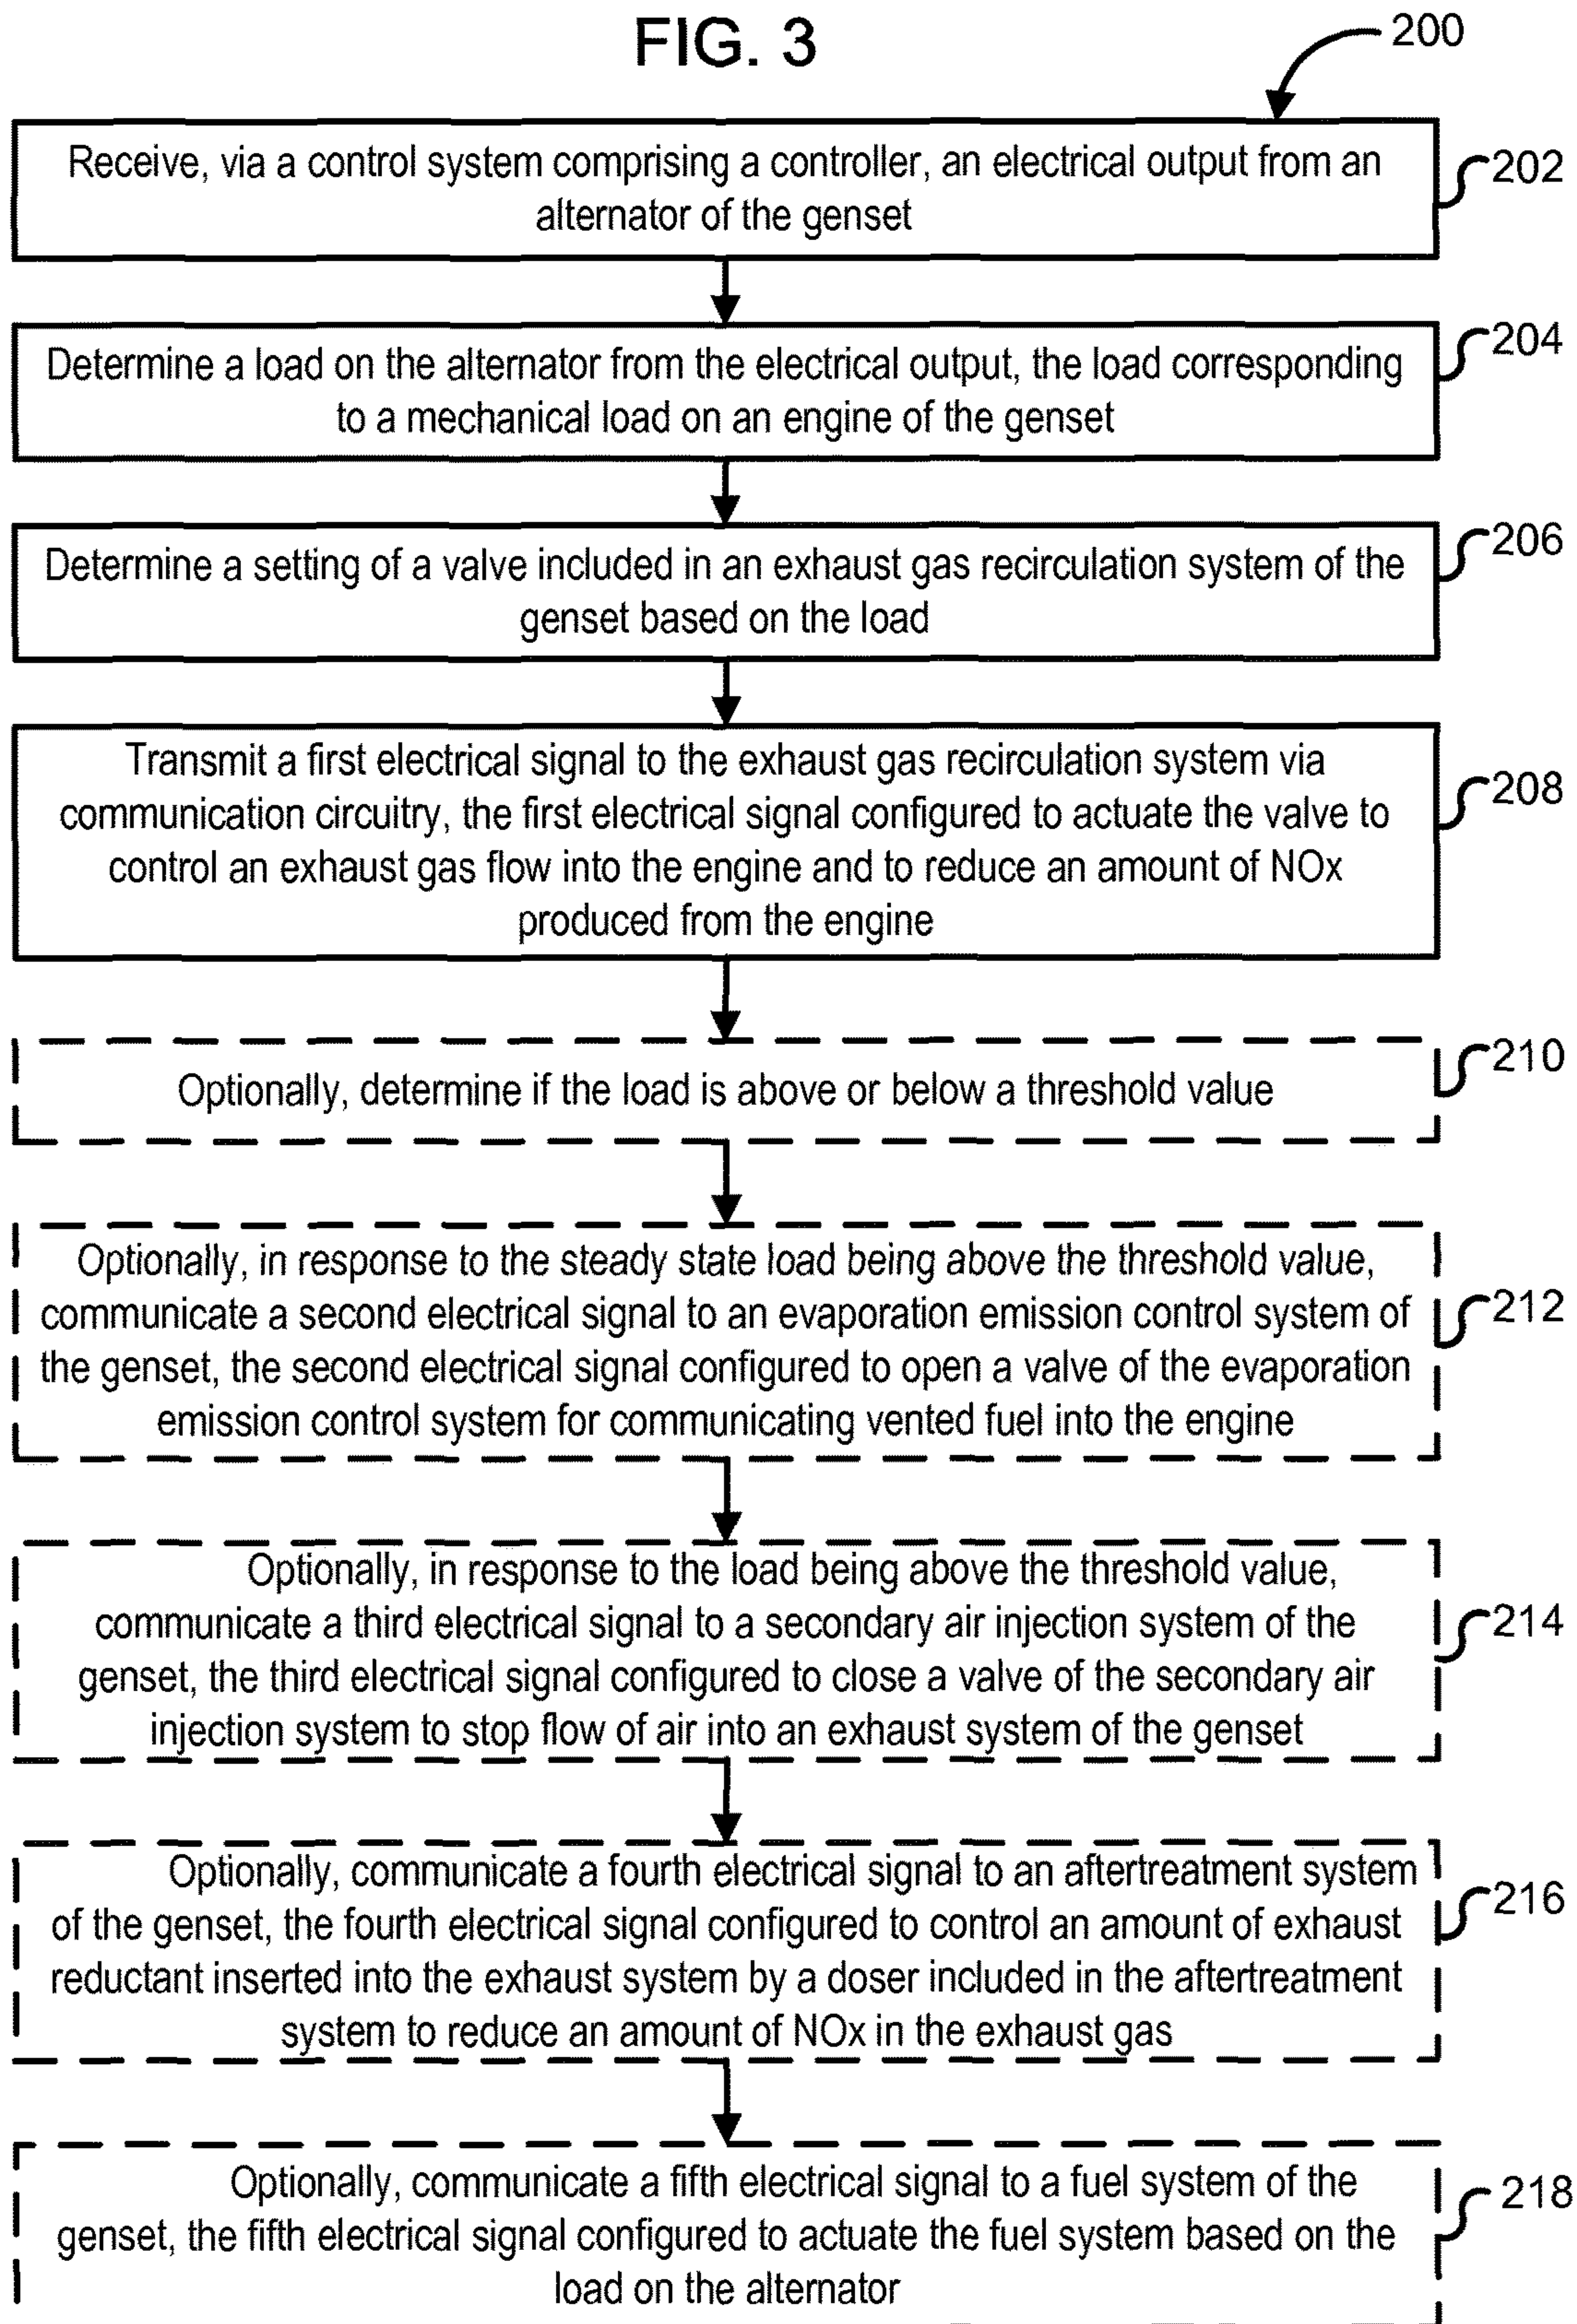 FIG. 3
200
Receive, via a control system comprising a controller, an electrical output from an
alternator of the genset
202
Determine a load on the alternator from the electrical output, the load corresponding
to a mechanical load on an engine of the genset
204
Determine a setting of a valve included in an exhaust gas recirculation system of the
genset based on the load
206
Transmit a first electrical signal to the exhaust gas recirculation system via
communication circuitry, the first electrical signal configured to actuate the valve to
control an exhaust gas flow into the engine and to reduce an amount of NOx
produced from the engine
208
Optionally, determine if the load is above or below a threshold value
210
Optionally, in response to the steady state load being above the threshold value,
communicate a second electrical signal to an evaporation emission control system of
the genset, the second electrical signal configured to open a valve of the evaporation
emission control system for communicating vented fuel into the engine
212
Optionally, in response to the load being above the threshold value,
communicate a third electrical signal to a secondary air injection system of the
genset, the third electrical signal configured to close a valve of the secondary air
injection system to stop flow of air into an exhaust system of the genset
214
Optionally, communicate a fourth electrical signal to an aftertreatment system
of the genset, the fourth electrical signal configured to control an amount of exhaust
reductant inserted into the exhaust system by a doser included in the aftertreatment
system to reduce an amount of NOx in the exhaust gas
216
Optionally, communicate a fifth electrical signal to a fuel system of the
genset, the fifth electrical signal configured to actuate the fuel system based on the
load on the alternator
218